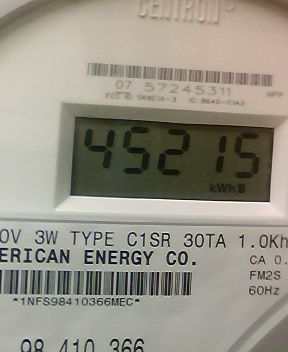 CENTRON
07 57245311
45215
kWh
0V 3W TYPE C1SR 30TA 1.0Kh
ERICAN ENERGY CO.
CA 0.
FM2S
60Hz
*1NFS98410366MEC*
98 410 366